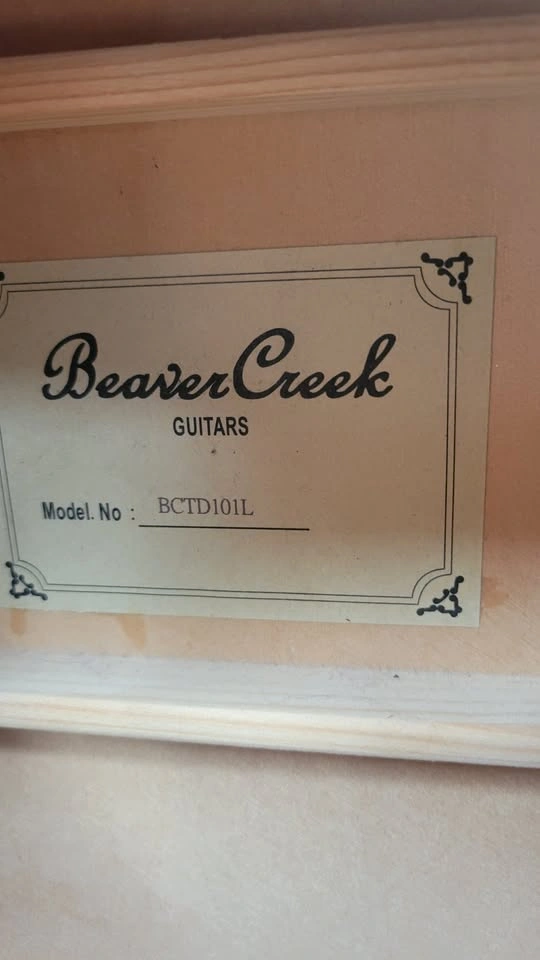 BeaverCreek
GUITARS
Model. No : BCTD101L